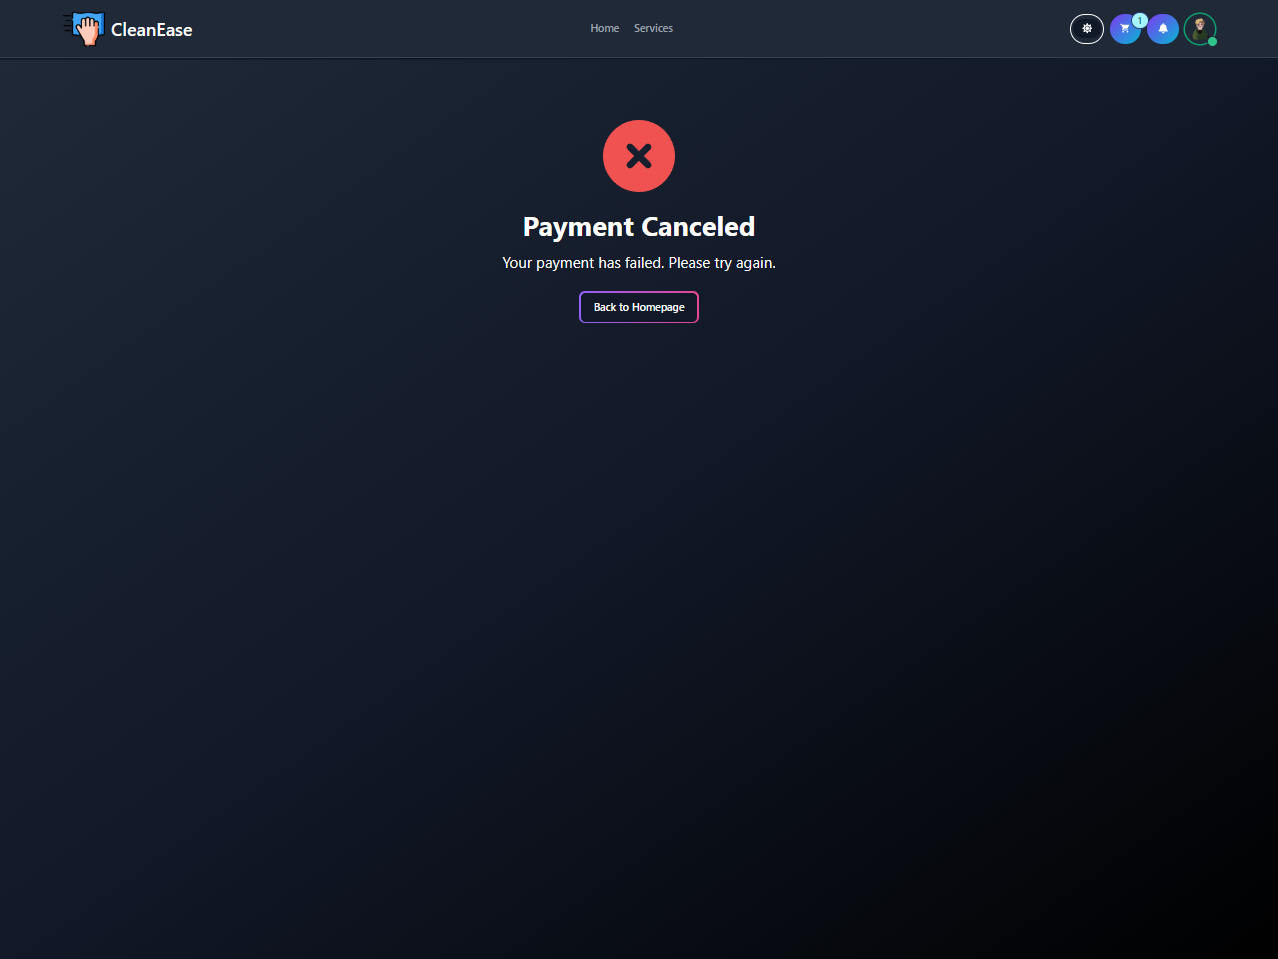 CleanEase
Home
Services
1
Payment Canceled
Your payment has failed. Please try again.
Back to Homepage